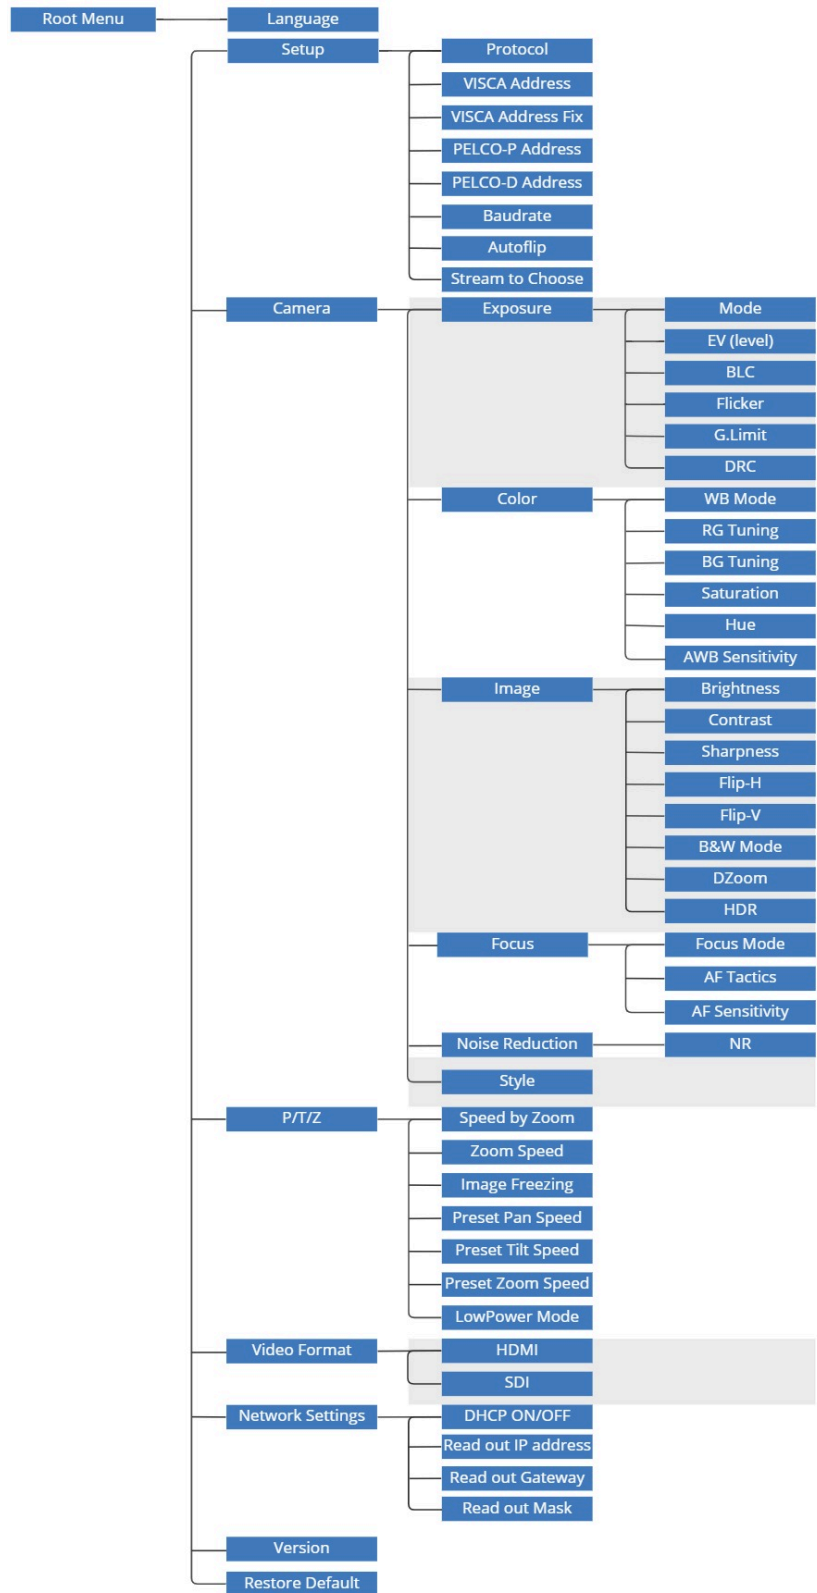 Root Menu
Language
Setup
Protocol
VISCA Address
VISCA Address Fix
PELCO-P Address
PELCO-D Address
Baudrate
Autoflip
Stream to Choose
Camera
Exposure
Mode
EV (level)
BLC
Flicker
G.Limit
DRC
Color
WB Mode
RG Tuning
BG Tuning
Saturation
Hue
AWB Sensitivity
Image
Brightness
Contrast
Sharpness
Flip-H
Flip-V
B&W Mode
DZoom
HDR
Focus
Focus Mode
AF Tactics
AF Sensitivity
Noise Reduction
NR
Style
P/T/Z
Speed by Zoom
Zoom Speed
Image Freezing
Preset Pan Speed
Preset Tilt Speed
Preset Zoom Speed
LowPower Mode
Video Format
HDMI
SDI
Network Settings
DHCP ON/OFF
Read out IP address
Read out Gateway
Read out Mask
Version
Restore Default